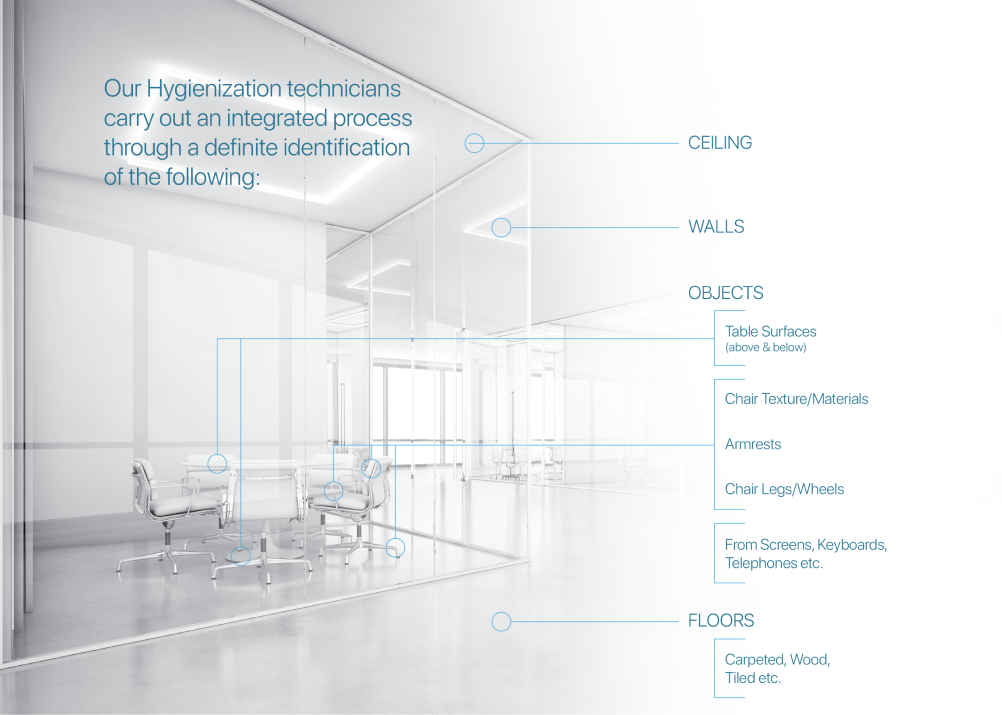 Our Hygienization technicians
carry out an integrated process
through a definite identification
of the following:
CEILING
WALLS
OBJECTS
Table Surfaces
(above & below)
Chair Texture/Materials
Armrests
Chair Legs/Wheels
From Screens, Keyboards,
Telephones etc.
FLOORS
Carpeted, Wood,
Tiled etc.